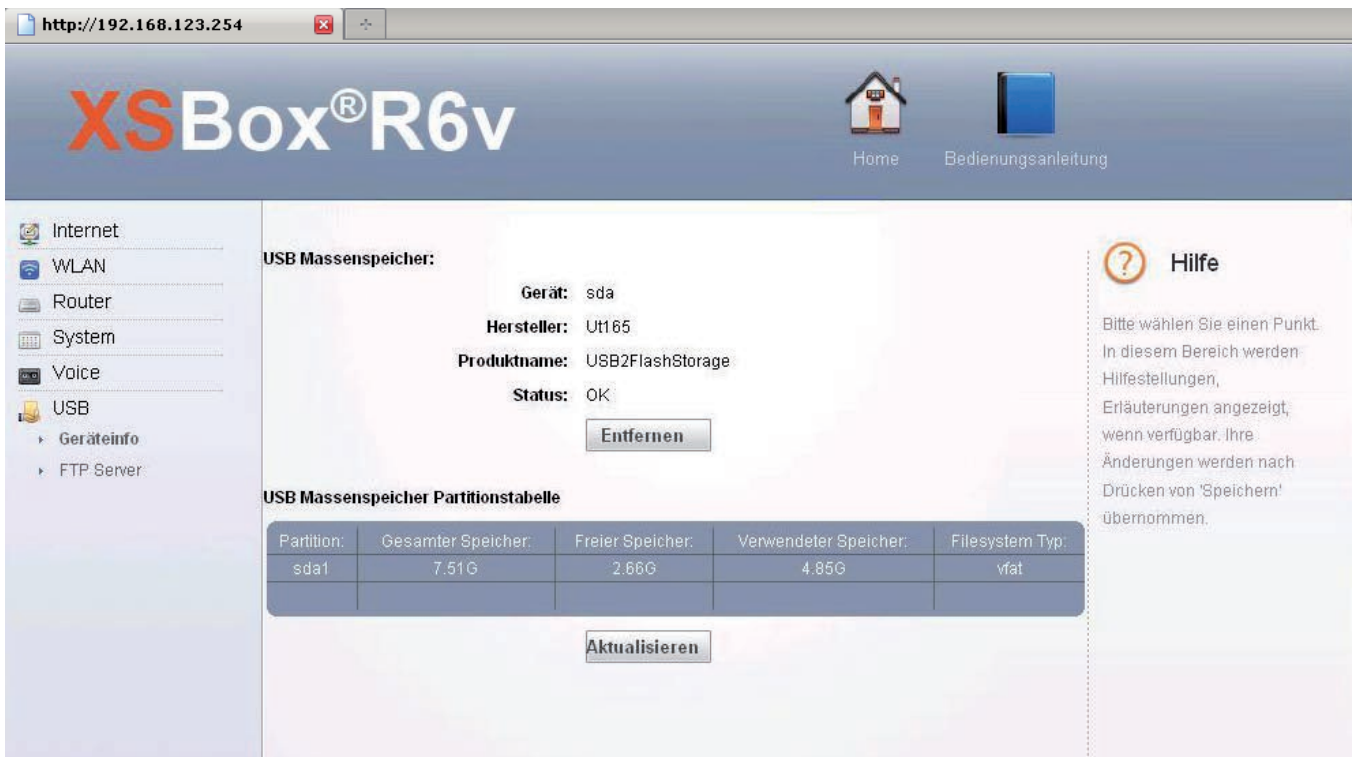 http://192.168.123.254
XSBox®R6v
Home
Bedienungsanleitung
Internet
WLAN
Router
System
Voice
USB
Geräteinfo
FTP Server
USB Massenspeicher:
Gerät: sda
Hersteller: Ut165
Produktname: USB2FlashStorage
Status: OK
Entfernen
USB Massenspeicher Partitionstabelle
Partition: Gesamter Speicher: Freier Speicher: Verwendeter Speicher: Filesystem Typ:
sda1 7.51G 2.66G 4.85G vfat
Aktualisieren
Hilfe
Bitte wählen Sie einen Punkt.
In diesem Bereich werden
Hilfestellungen,
Erläuterungen angezeigt,
wenn verfügbar. Ihre
Änderungen werden nach
Drücken von 'Speichern'
übernommen.